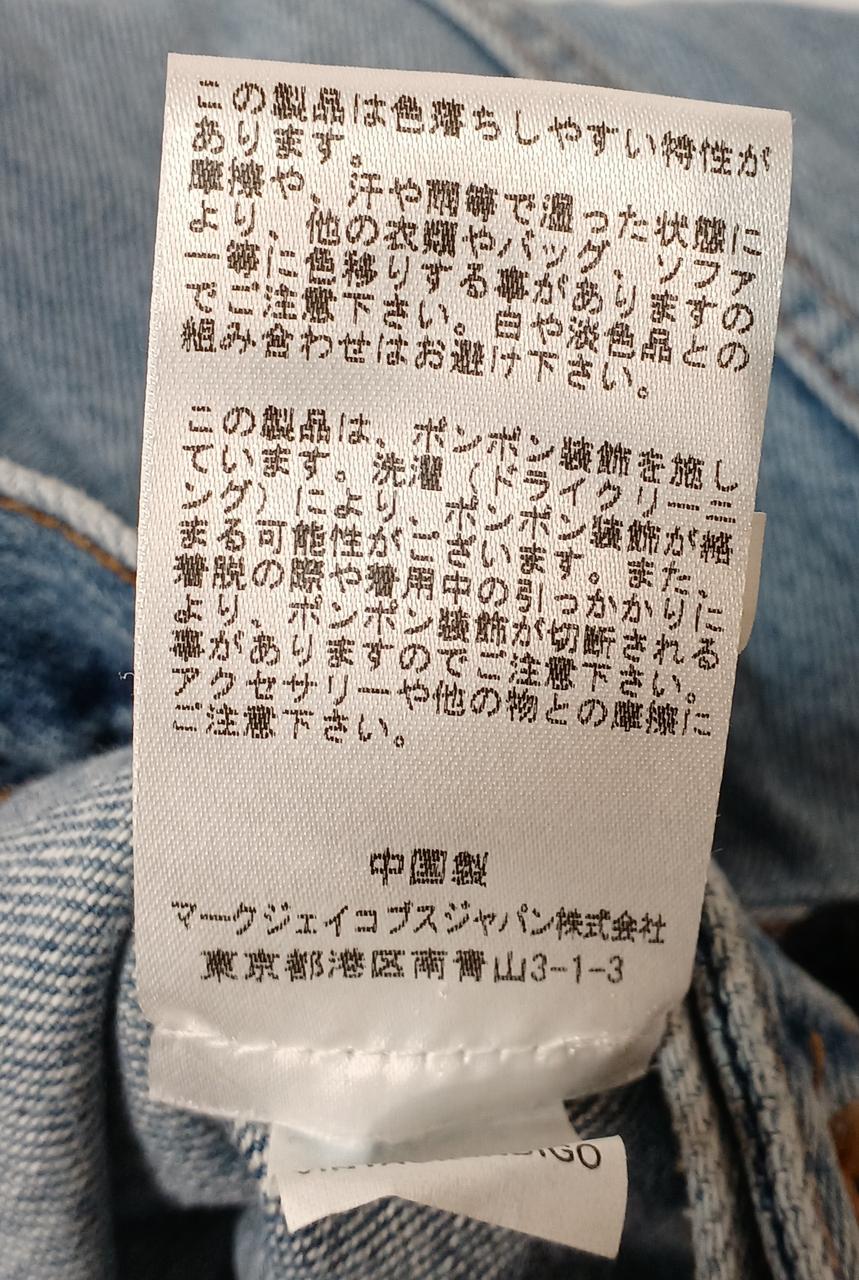 この製品は色落ちしやすい特性が
あります。
摩擦や、汗や雨等で湿った状態に
より、他の衣類やバッグ、ソファ
ー等に色移りする事がありますの
でご注意下さい。白や淡色品との
組み合わせはお避け下さい。
この製品は、ポンポン装飾を施し
ています。洗濯（ドライクリーニ
ング）により、ポンポン装飾が絡
まる可能性がございます。また、
着脱の際や着用中の引っかかりに
より、ポンポン装飾が切断される
事がありますのでご注意下さい。
アクセサリーや他の物との摩擦に
ご注意下さい。
中国製
マークジェイコブスジャパン株式会社
東京都港区南青山3-1-3